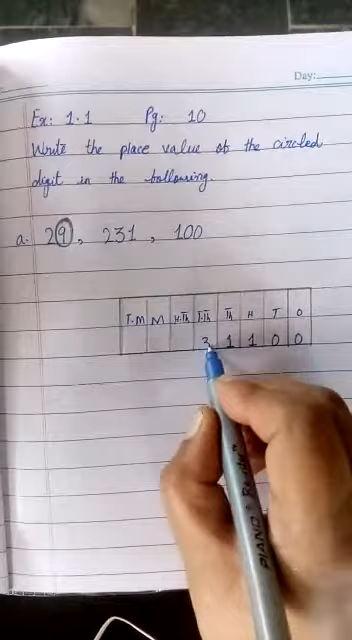 Day:
Ex: 1.1 Pg: 10
Write the place value of the circled
digit in the following.
a. 29, 231, 100
T.M M H.Th T.Th Th H T O
3 1 1 0 0
PIANO